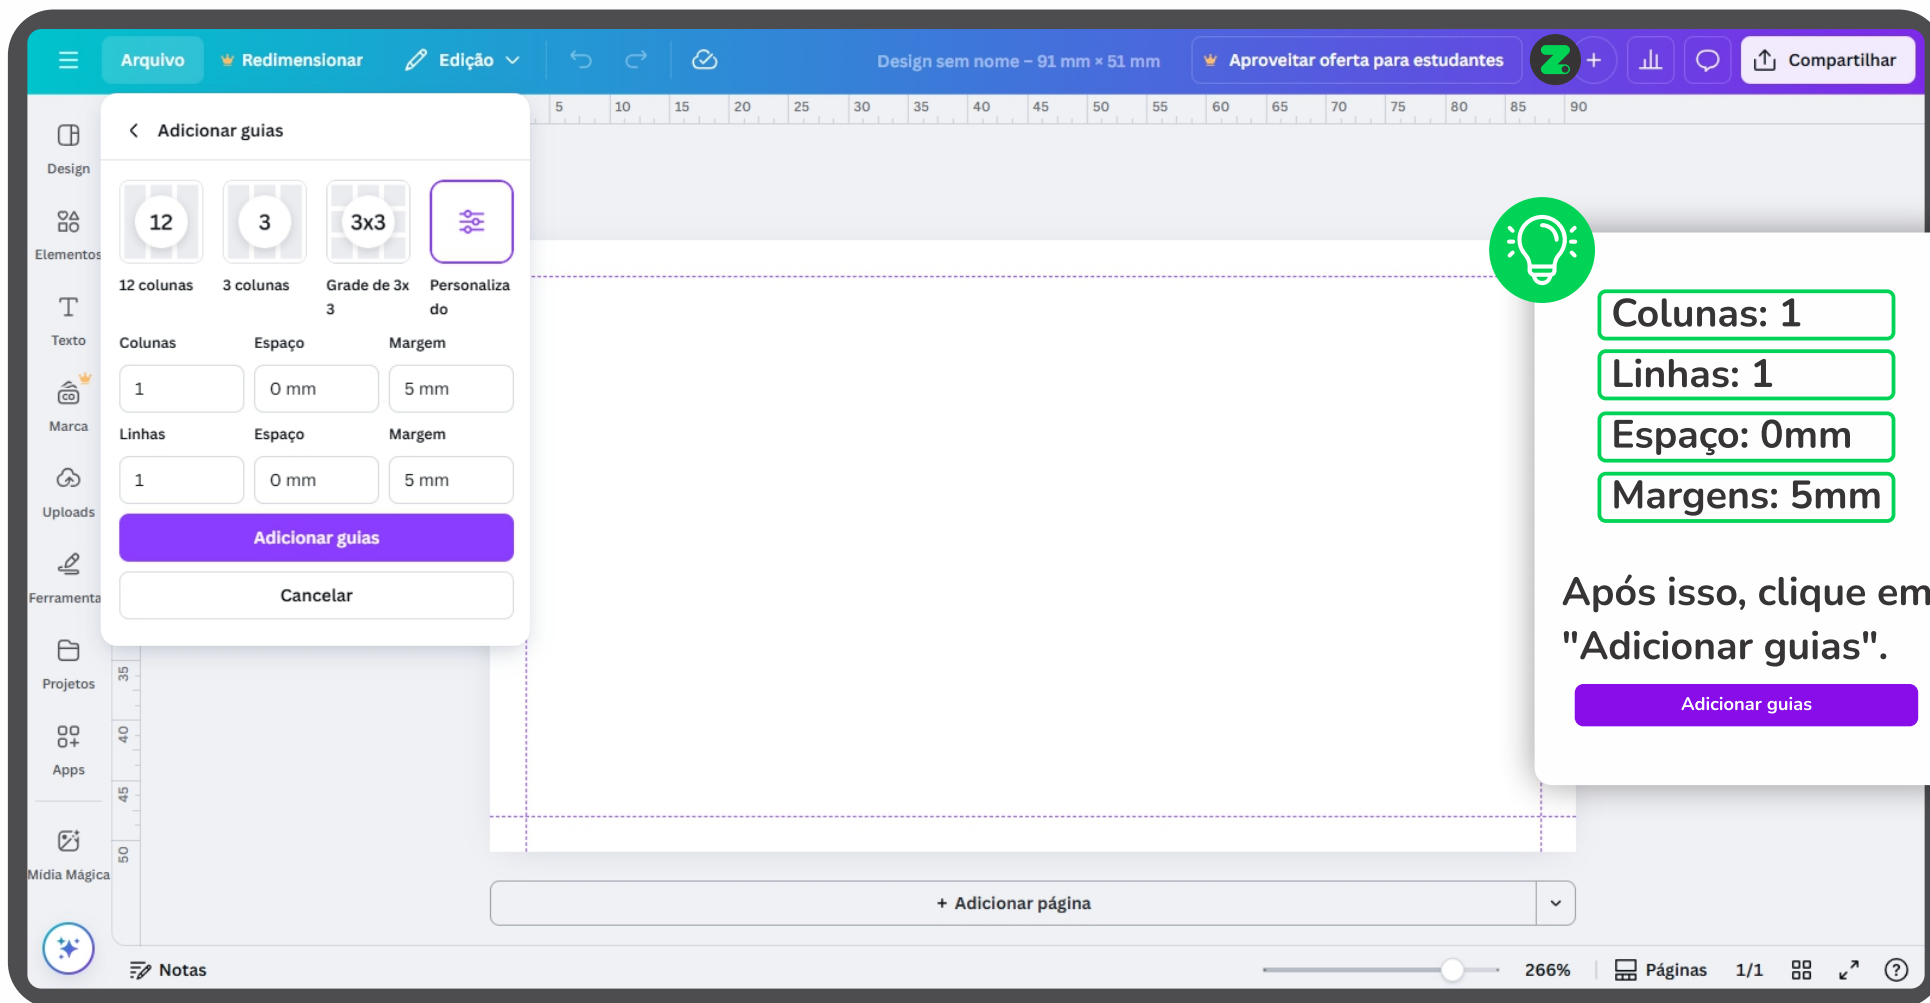 Arquivo
Redimensionar
Edição
Design sem nome – 91 mm × 51 mm
Aproveitar oferta para estudantes
Z
+
Compartilhar
5 10 15 20 25 30 35 40 45 50 55 60 65 70 75 80 85 90
Design
Elementos
Texto
CO
Marca
Uploads
Ferramenta
Projetos
Apps
Mídia Mágica
Adicionar guias
12
3
3x3
12 colunas
3 colunas
Grade de 3x
3
Personaliza
do
Colunas Espaço Margem
1 0 mm 5 mm
Linhas Espaço Margem
1 0 mm 5 mm
Adicionar guias
Cancelar
35
40
45
50
Colunas: 1
Linhas: 1
Espaço: 0mm
Margens: 5mm
Após isso, clique em
"Adicionar guias".
Adicionar guias
+ Adicionar página
Notas
266%
Páginas
1/1
?